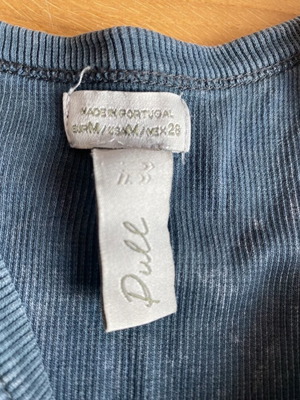 MADE IN PORTUGAL
EUR M / USA M / MEX 28
Pull